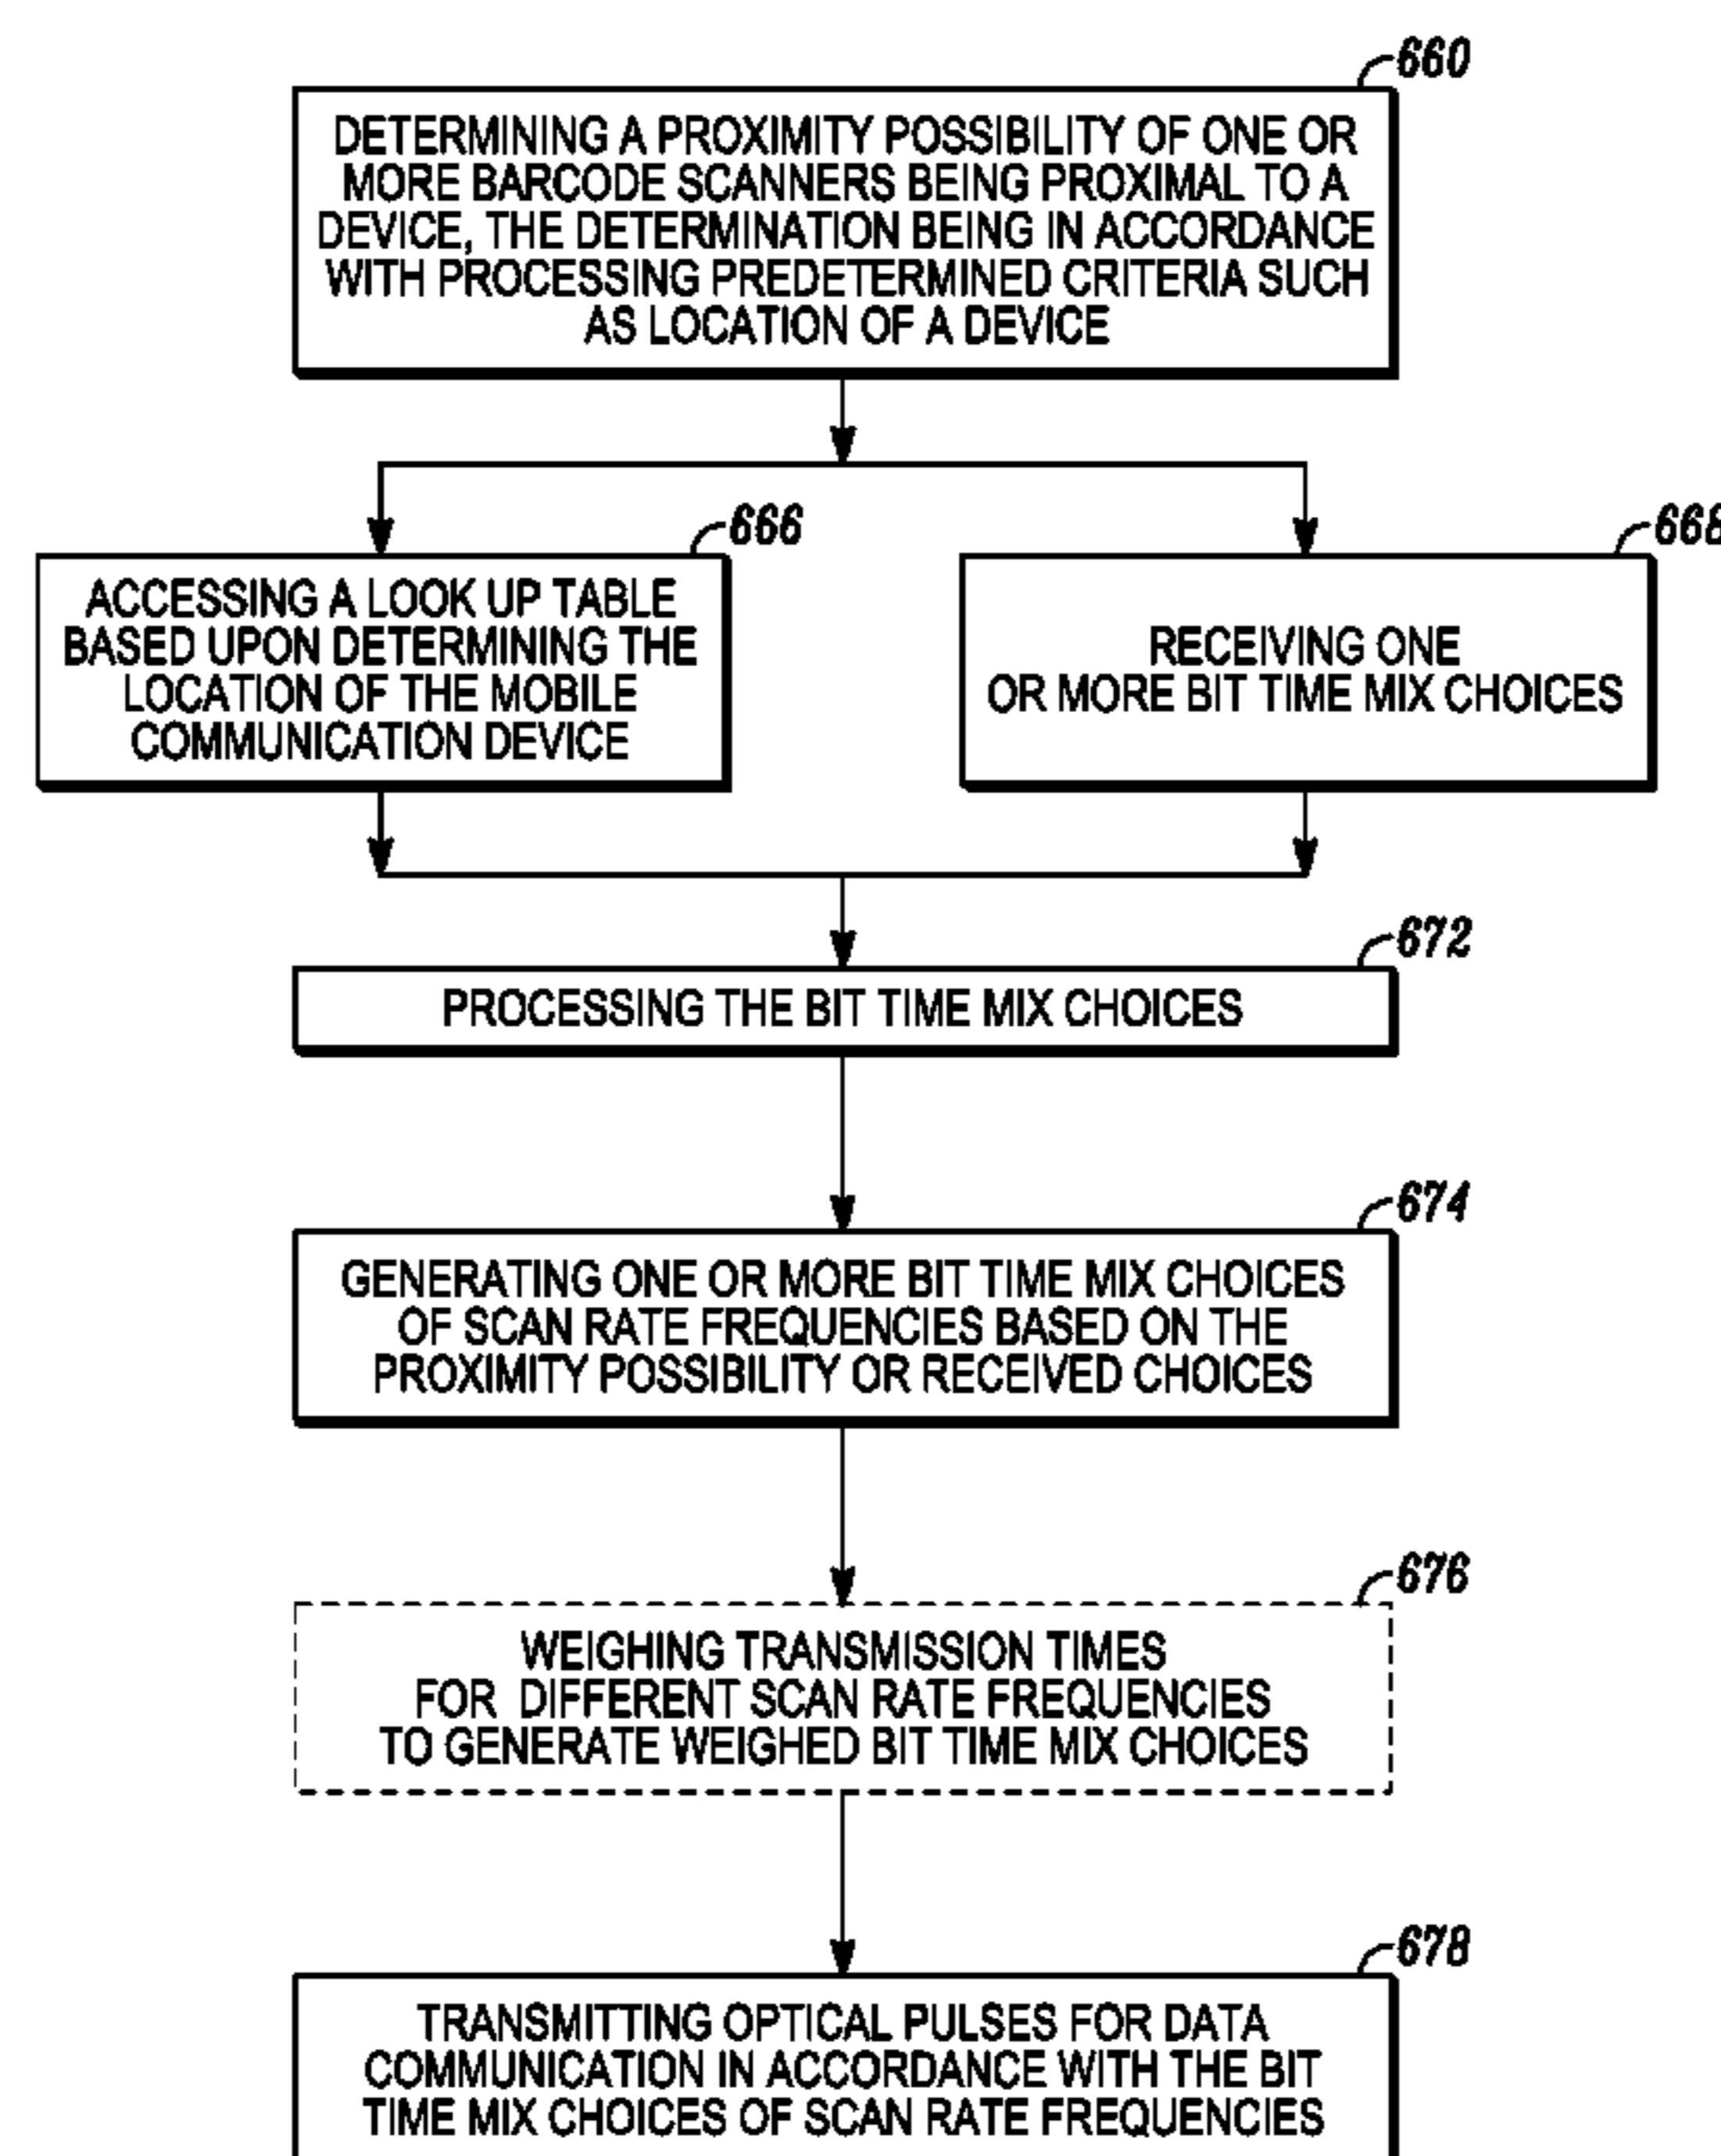 660
DETERMINING A PROXIMITY POSSIBILITY OF ONE OR
MORE BARCODE SCANNERS BEING PROXIMAL TO A
DEVICE, THE DETERMINATION BEING IN ACCORDANCE
WITH PROCESSING PREDETERMINED CRITERIA SUCH
AS LOCATION OF A DEVICE
666
ACCESSING A LOOK UP TABLE
BASED UPON DETERMINING THE
LOCATION OF THE MOBILE
COMMUNICATION DEVICE
668
RECEIVING ONE
OR MORE BIT TIME MIX CHOICES
672
PROCESSING THE BIT TIME MIX CHOICES
674
GENERATING ONE OR MORE BIT TIME MIX CHOICES
OF SCAN RATE FREQUENCIES BASED ON THE
PROXIMITY POSSIBILITY OR RECEIVED CHOICES
676
WEIGHING TRANSMISSION TIMES
FOR DIFFERENT SCAN RATE FREQUENCIES
TO GENERATE WEIGHED BIT TIME MIX CHOICES
678
TRANSMITTING OPTICAL PULSES FOR DATA
COMMUNICATION IN ACCORDANCE WITH THE BIT
TIME MIX CHOICES OF SCAN RATE FREQUENCIES